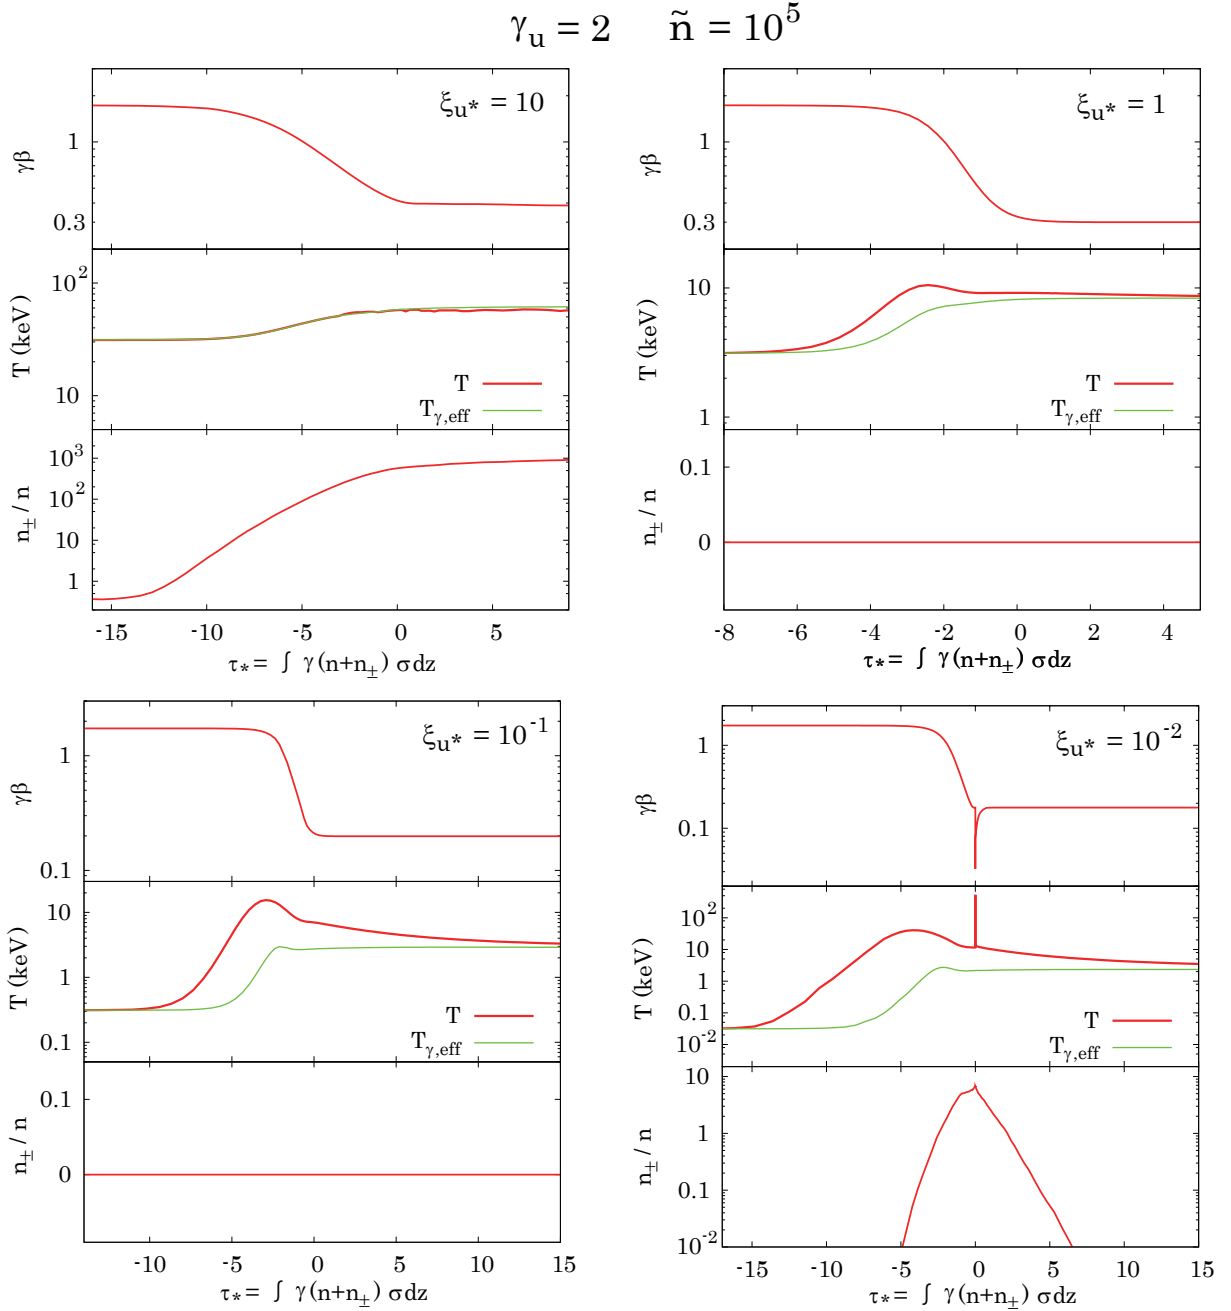 γu = 2 ñ = 10^5
ξu* = 10
γβ
1
0.3
T (keV)
10^2
10
T
Tγ,eff
n± / n
10^3
10^2
10
1
-15 -10 -5 0 5
τ* = ∫ γ (n+n±) σdz
ξu* = 1
γβ
1
0.3
T (keV)
10
1
T
Tγ,eff
n± / n
0.1
0
-8 -6 -4 -2 0 2 4
τ* = ∫ γ (n+n±) σdz
ξu* = 10^-1
γβ
1
0.1
T (keV)
10
1
0.1
T
Tγ,eff
n± / n
0.1
0
-10 -5 0 5 10 15
τ* = ∫ γ (n+n±) σdz
ξu* = 10^-2
γβ
1
0.1
T (keV)
10^2
10
1
0.1
10^-2
T
Tγ,eff
n± / n
10
1
0.1
10^-2
-15 -10 -5 0 5 10 15
τ* = ∫ γ (n+n±) σdz